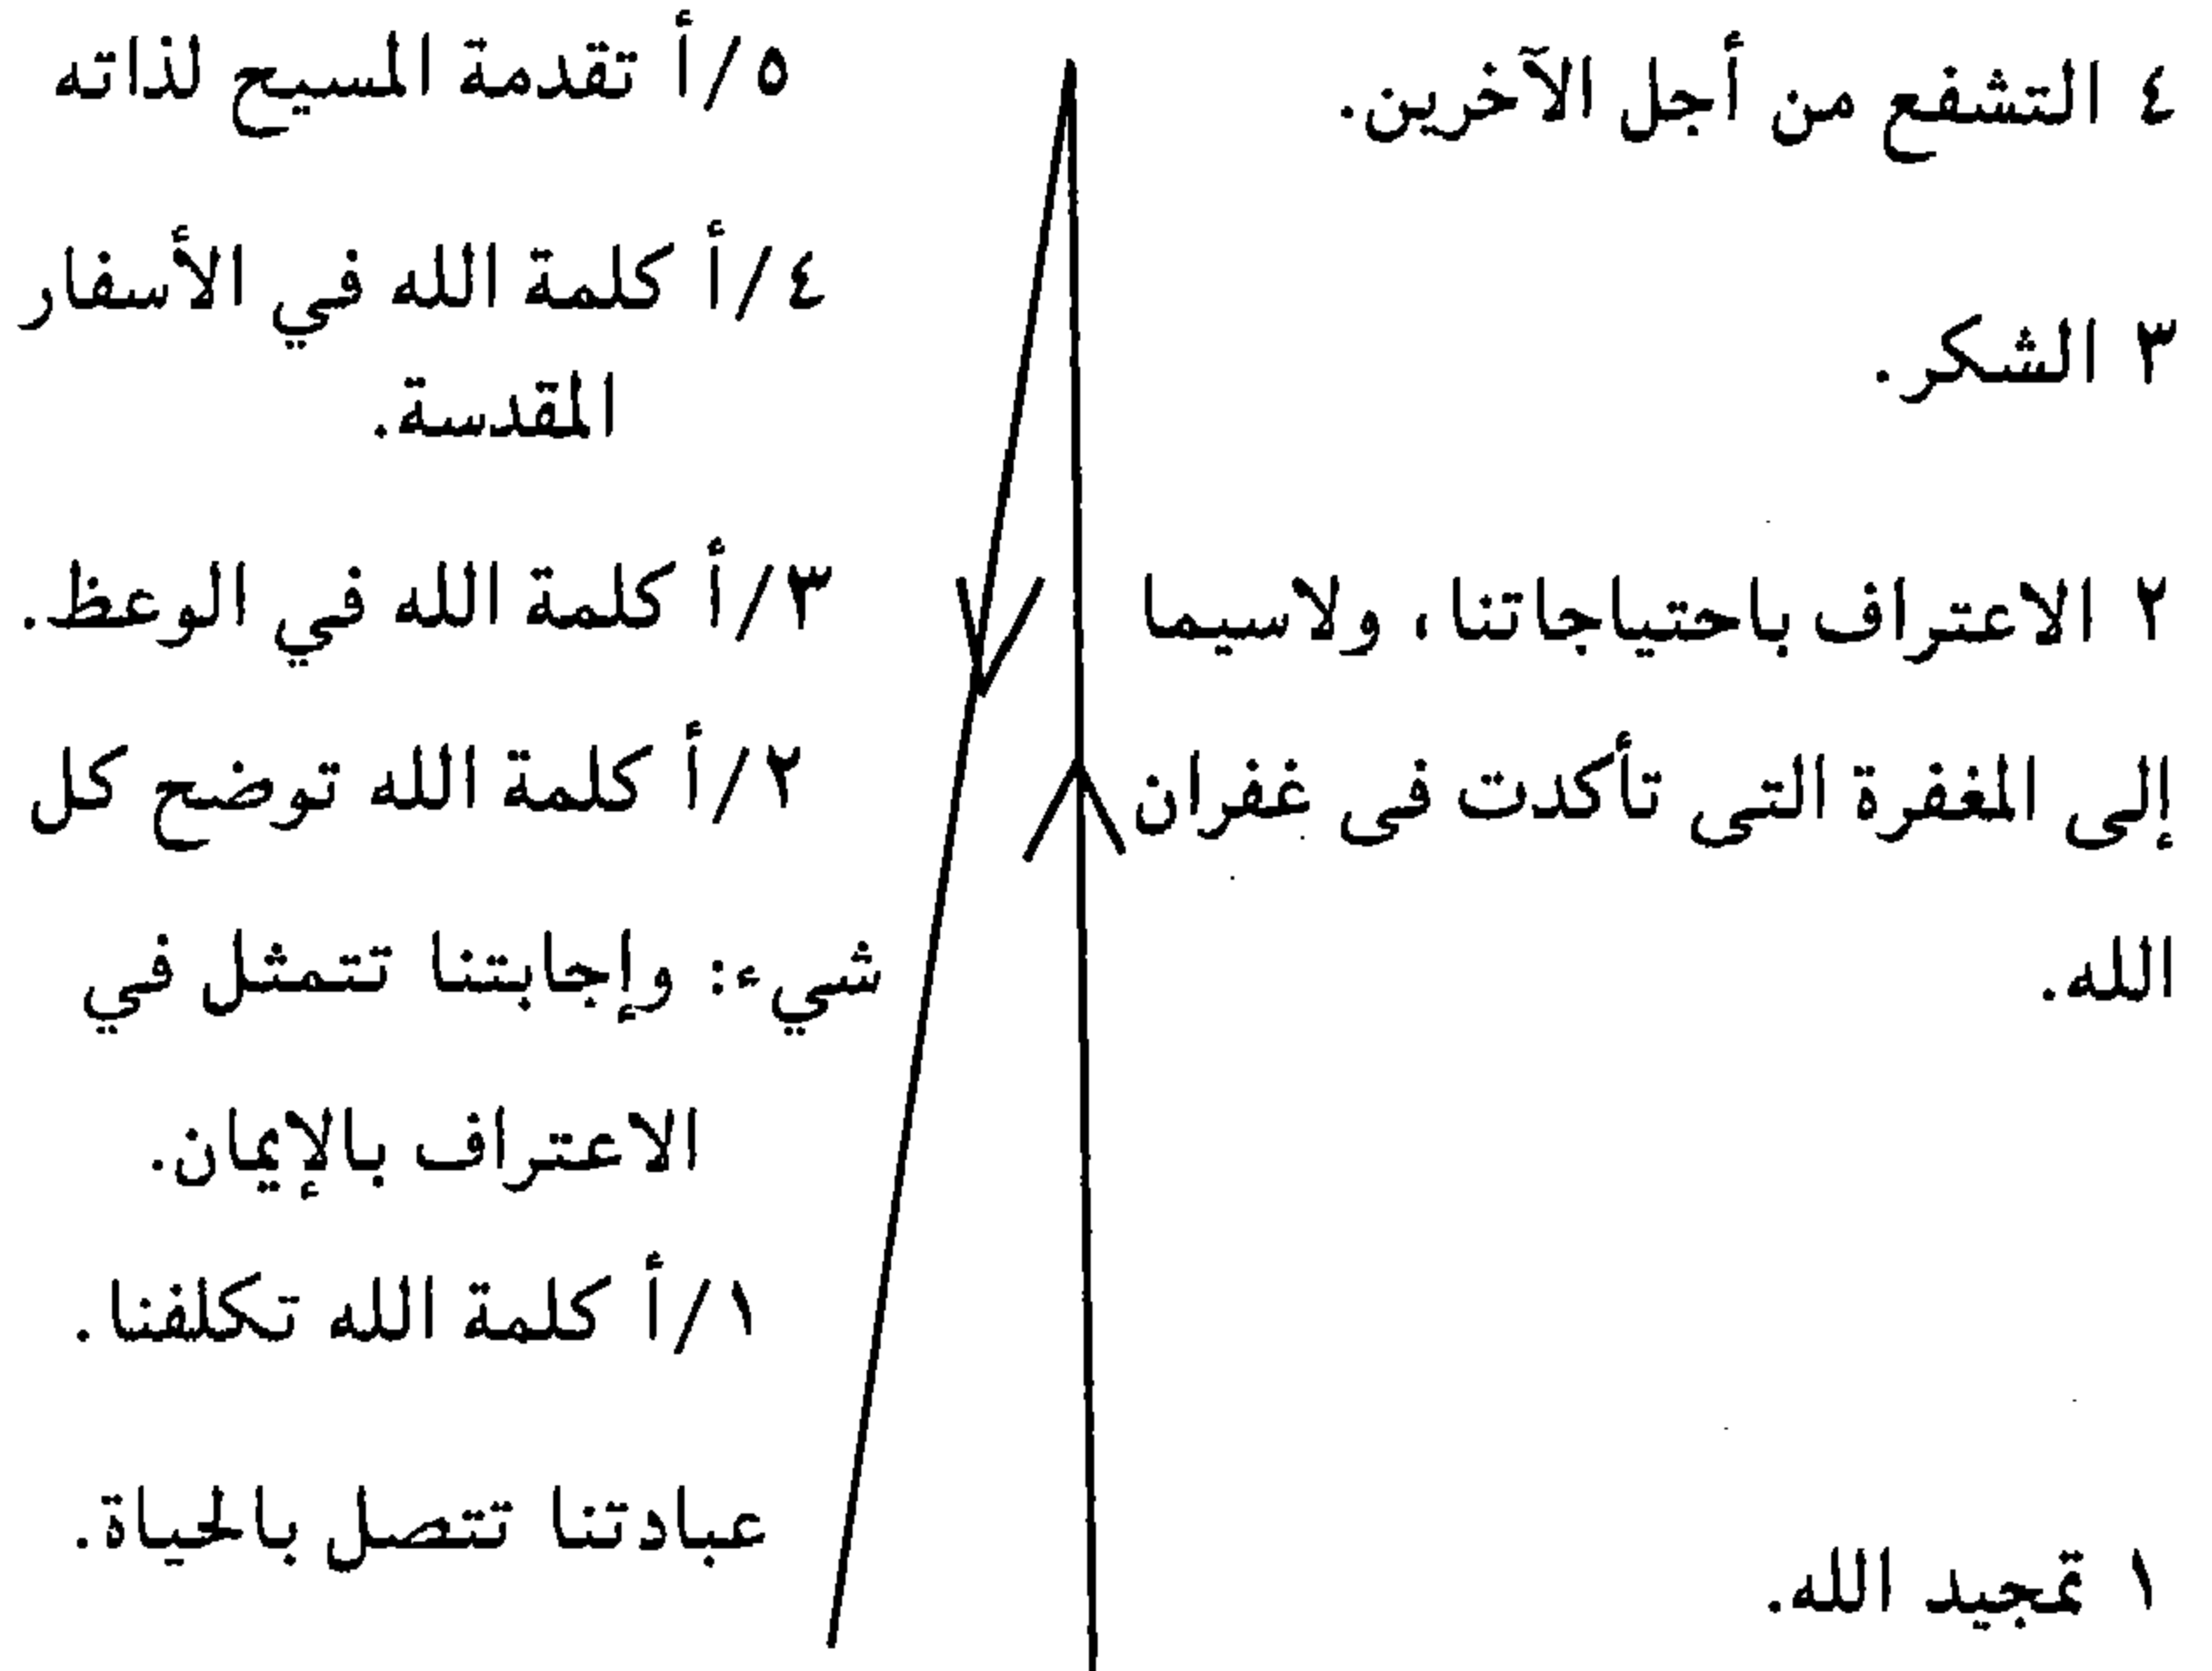 ٤ التشفع من أجل الآخرين.
٣ الشكر.
٢ الاعتراف باحتياجاتنا، ولاسيما
إلى المغفرة التى تأكدت فى غفران
الله.
١ تمجيد الله.
٥/أ تقدمة المسيح لذاته
٤/أ كلمة الله في الأسفار
المقدسة.
٣/أ كلمة الله في الوعظ.
٢/أ كلمة الله توضح كل
شيء: وإجابتنا تتمثل في
الاعتراف بالإيمان.
١/أ كلمة الله تكلفنا.
عبادتنا تتصل بالحياة.